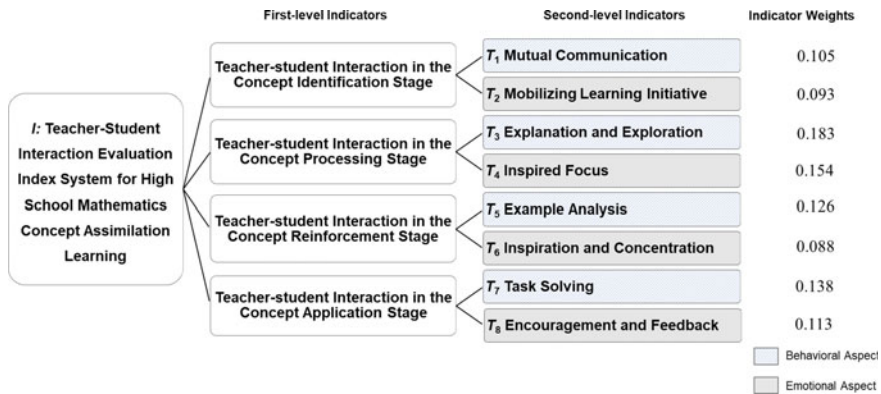 First-level Indicators
Second-level Indicators
Indicator Weights
I: Teacher-Student
Interaction Evaluation
Index System for High
School Mathematics
Concept Assimilation
Learning
Teacher-student Interaction in the
Concept Identification Stage
T1 Mutual Communication
0.105
T2 Mobilizing Learning Initiative
0.093
Teacher-student Interaction in the
Concept Processing Stage
T3 Explanation and Exploration
0.183
T4 Inspired Focus
0.154
Teacher-student Interaction in the
Concept Reinforcement Stage
T5 Example Analysis
0.126
T6 Inspiration and Concentration
0.088
Teacher-student Interaction in the
Concept Application Stage
T7 Task Solving
0.138
T8 Encouragement and Feedback
0.113
Behavioral Aspect
Emotional Aspect